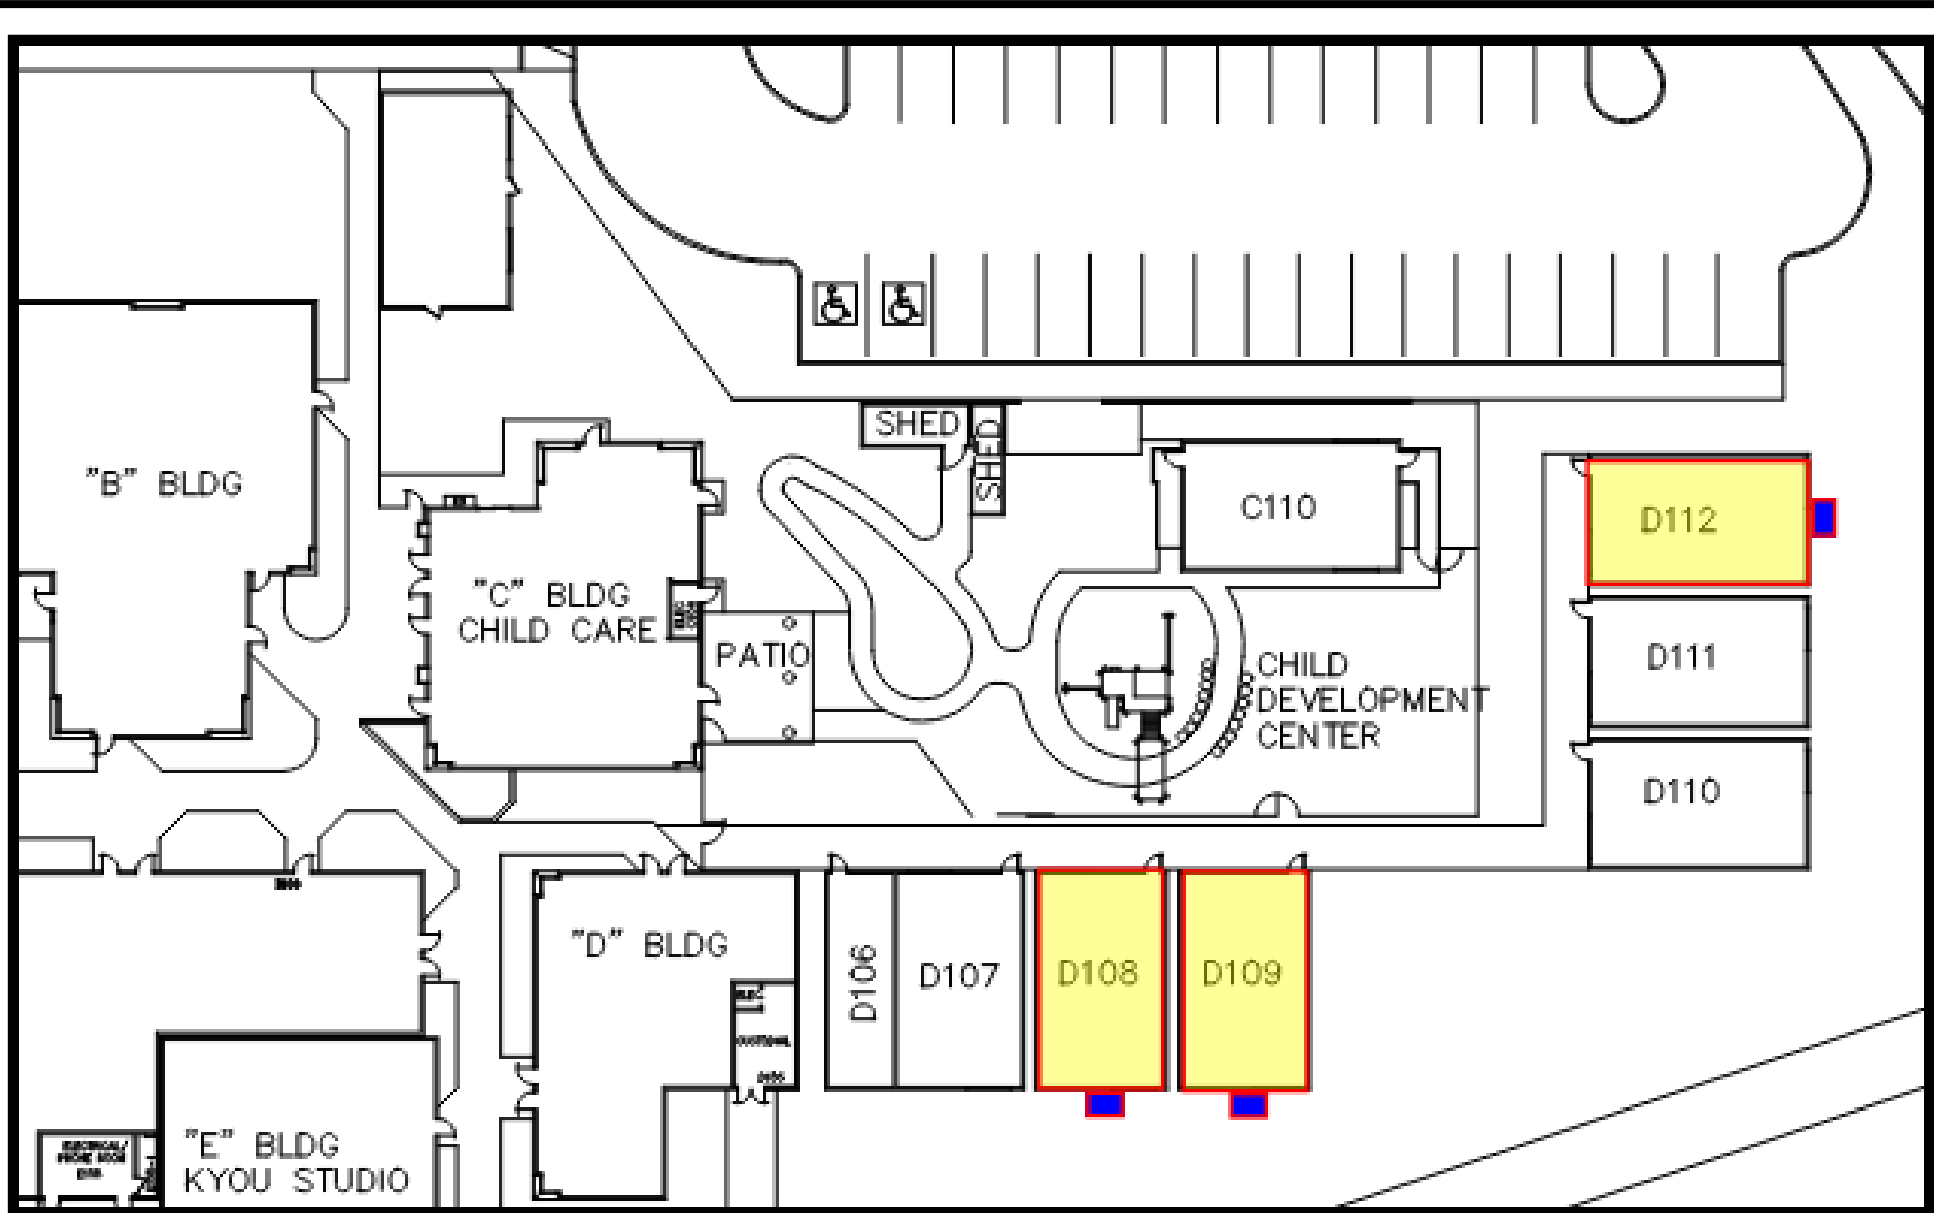 SHED
SHED
"B" BLDG
C110
D112
"C" BLDG
CHILD CARE
PATIO
CHILD
DEVELOPMENT
CENTER
D111
D110
"D" BLDG
D106
D107
D108
D109
"E" BLDG
KYOU STUDIO